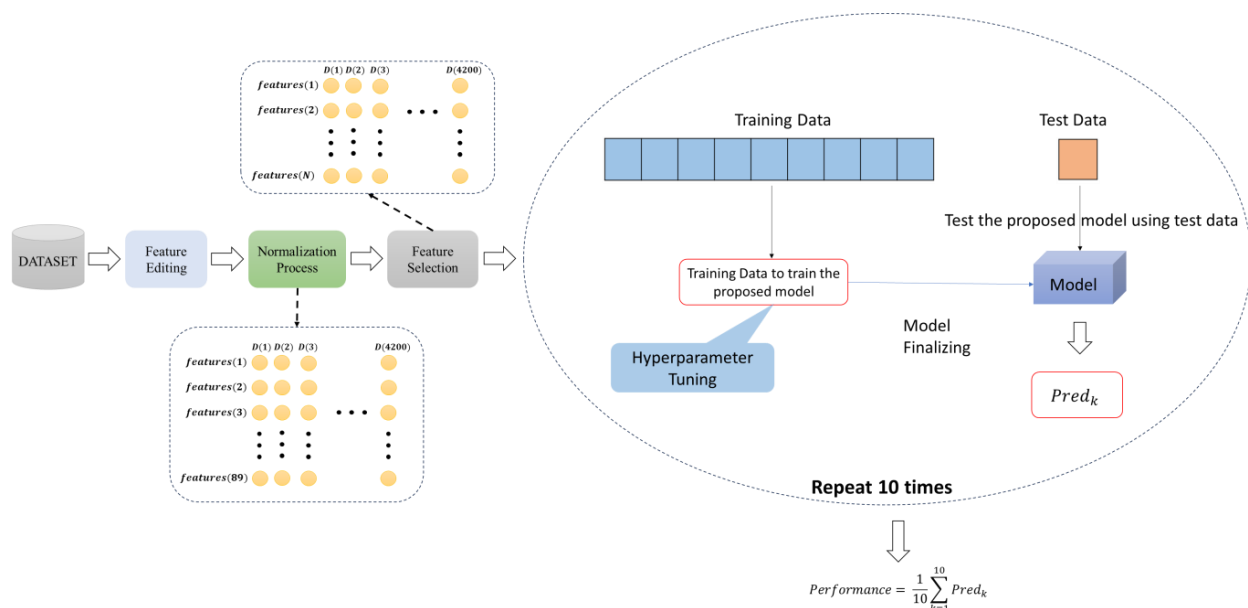 D(1) D(2) D(3) D(4200)
features(1)
features(2)
features(N)
DATASET
Feature
Editing
Normalization
Process
Feature
Selection
D(1) D(2) D(3) D(4200)
features(1)
features(2)
features(3)
features(89)
Training Data
Test Data
Test the proposed model using test data
Training Data to train the
proposed model
Model
Hyperparameter
Tuning
Model
Finalizing
Pred_k
Repeat 10 times
Performance = 1/10 ∑_{k=1}^{10} Pred_k